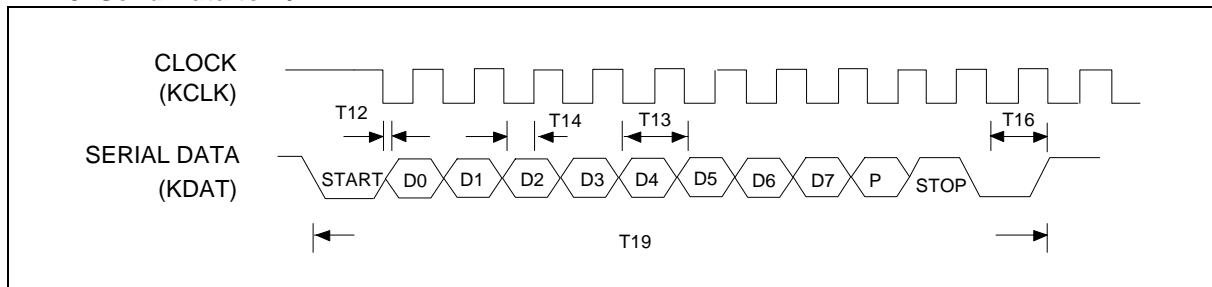 CLOCK
(KCLK)
T12
T14
T13
T16
SERIAL DATA
(KDAT)
START
D0
D1
D2
D3
D4
D5
D6
D7
P
STOP
T19